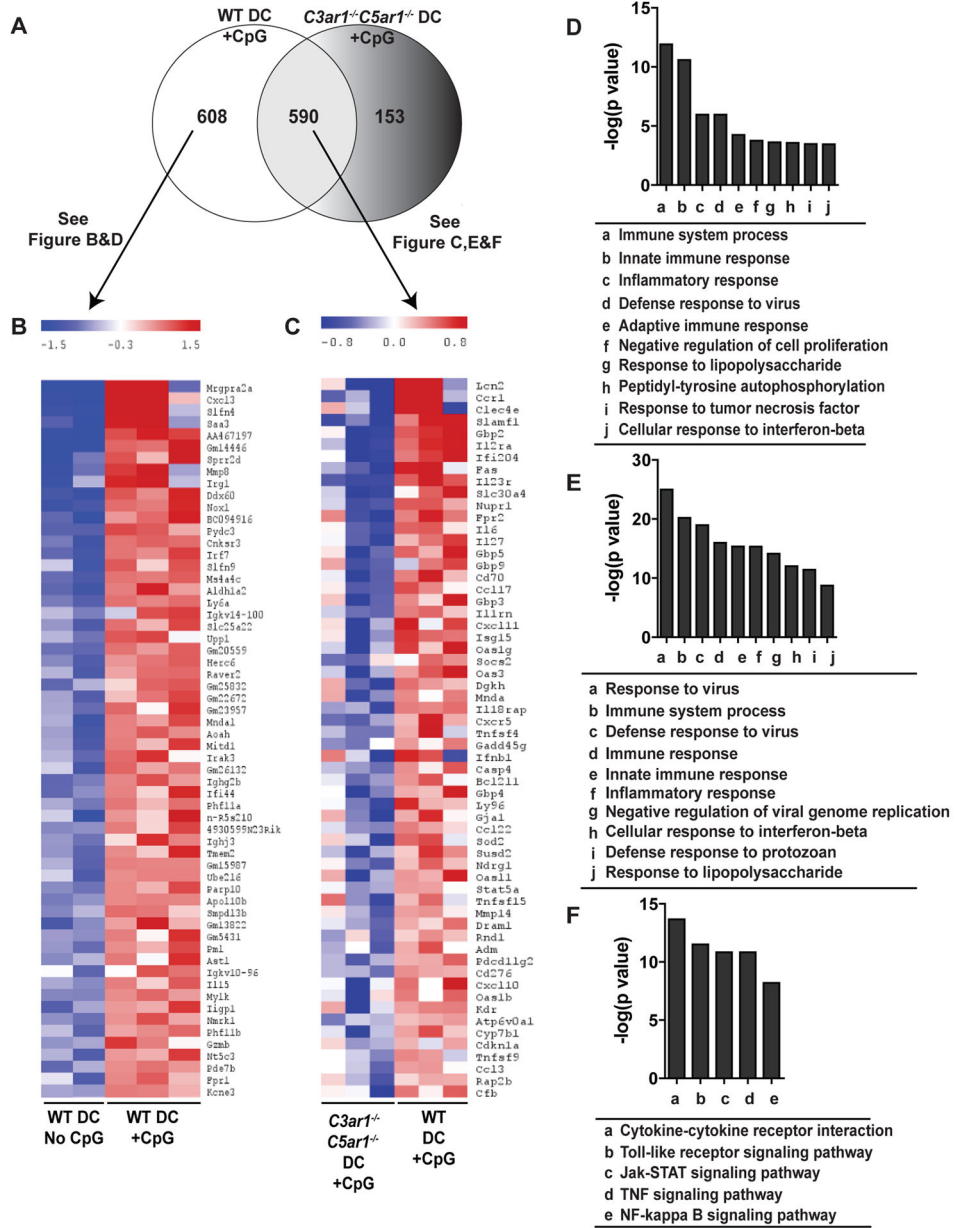 A
WT DC
+CpG
C3ar1-/-C5ar1-/- DC
+CpG
608
590
153
See
Figure B&D
See
Figure C,E&F
B
-1.5 -0.3 1.5
Mrgpra2a
Cxcl3
Slfn4
Saa3
AA467197
Gm14446
Sprr2d
Mmp8
Irg1
Ddx60
Nox1
BC094916
Pydc3
Cnksr3
Irf7
Slfn9
Ms4a4c
Aldh1a2
Ly6a
Igkv14-100
Slc25a22
Upp1
Gm20559
Herc6
Raver2
Gm25832
Gm22672
Gm23957
Mndal
Aoah
Mitd1
Irak3
Gm26132
Ighg2b
Ifi44
Phf11a
n-R5s210
4930599N23Rik
Ighj3
Tmem2
Gm15987
Ube2l6
Parp10
Apol10b
Smpdl3b
Gm13822
Gm5431
Pml
Astl
Igkv10-96
Il15
Mylk
Iigp1
Nmrk1
Phf11b
Gzmb
Nt5c3
Pde7b
Fpr1
Kcne3
WT DC
No CpG
WT DC
+CpG
C
-0.8 0.0 0.8
Lcn2
Ccr1
Clec4e
Slamf1
Gbp2
Il2ra
Ifi204
Fas
Il23r
Slc30a4
Nupr1
Fpr2
Il6
Il27
Gbp5
Gbp9
Cd70
Ccl17
Gbp3
Il1rn
Cxcl11
Isg15
Oas1g
Socs2
Oas3
Dgkh
Mnda
Il18rap
Cxcr5
Tnfsf4
Gadd45g
Ifnb1
Casp4
Bcl2l1
Gbp4
Ly96
Gja1
Ccl22
Sod2
Susd2
Ndrg1
Oasl1
Stat5a
Tnfsf15
Mmp14
Dram1
Rnd1
Adm
Pdcd1lg2
Cd276
Cxcl10
Oas1b
Kdr
Atp6v0a1
Cyp7b1
Cdkn1a
Tnfsf9
Ccl3
Rap2b
Cfb
C3ar1-/-
C5ar1-/-
DC
+CpG
WT
DC
+CpG
D
-log(p value)
15
10
5
0
a b c d e f g h i j
a Immune system process
b Innate immune response
c Inflammatory response
d Defense response to virus
e Adaptive immune response
f Negative regulation of cell proliferation
g Response to lipopolysaccharide
h Peptidyl-tyrosine autophosphorylation
i Response to tumor necrosis factor
j Cellular response to interferon-beta
E
-log(p value)
30
20
10
0
a b c d e f g h i j
a Response to virus
b Immune system process
c Defense response to virus
d Immune response
e Innate immune response
f Inflammatory response
g Negative regulation of viral genome replication
h Cellular response to interferon-beta
i Defense response to protozoan
j Response to lipopolysaccharide
F
-log(p value)
15
10
5
0
a b c d e
a Cytokine-cytokine receptor interaction
b Toll-like receptor signaling pathway
c Jak-STAT signaling pathway
d TNF signaling pathway
e NF-kappa B signaling pathway